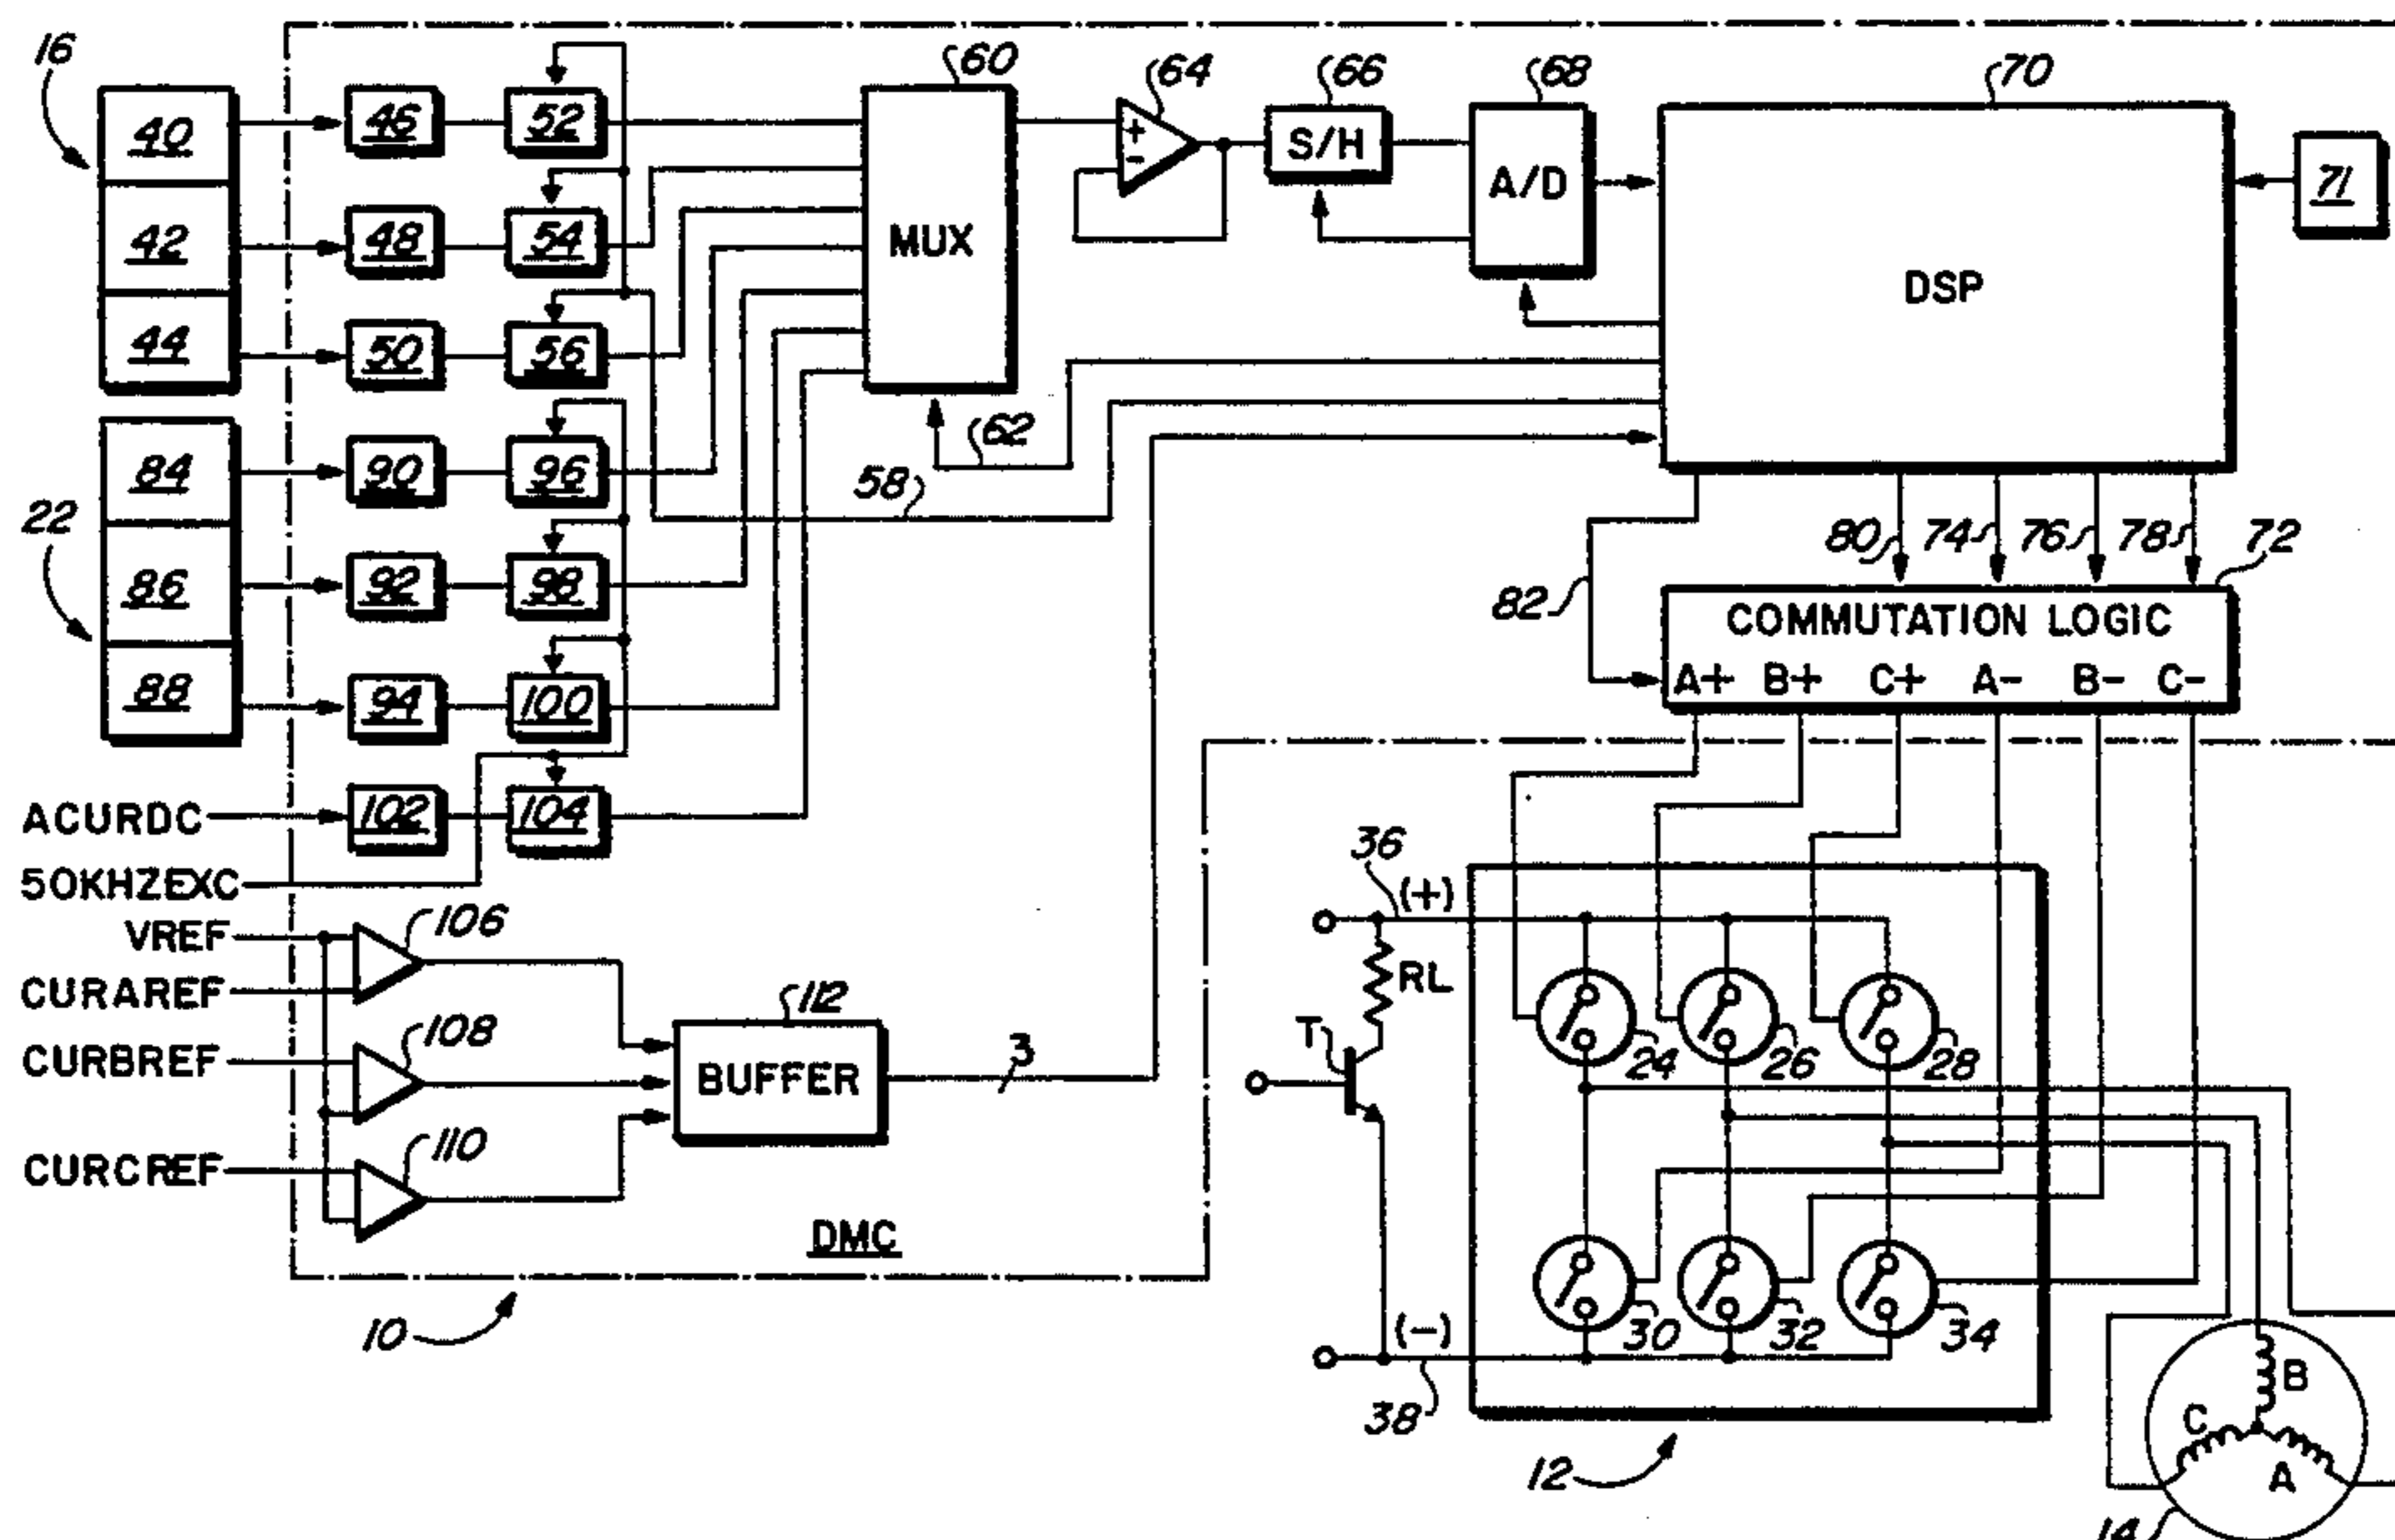 16
60
64
66
68
70
40
46
52
S/H
A/D
71
42
48
54
MUX
DSP
44
50
56
84
90
96
62
58
22
80
74
76
78
72
86
92
98
82
COMMUTATION LOGIC
A+ B+ C+ A- B- C-
88
94
100
ACURDC
102
104
50KHZEXC
36
(+)
VREF
106
CURAREF
RL
112
T
CURBREF
108
BUFFER
3
24
26
28
110
CURCREF
DMC
10
(-)
30
32
34
38
B
C
A
12
14
+
-